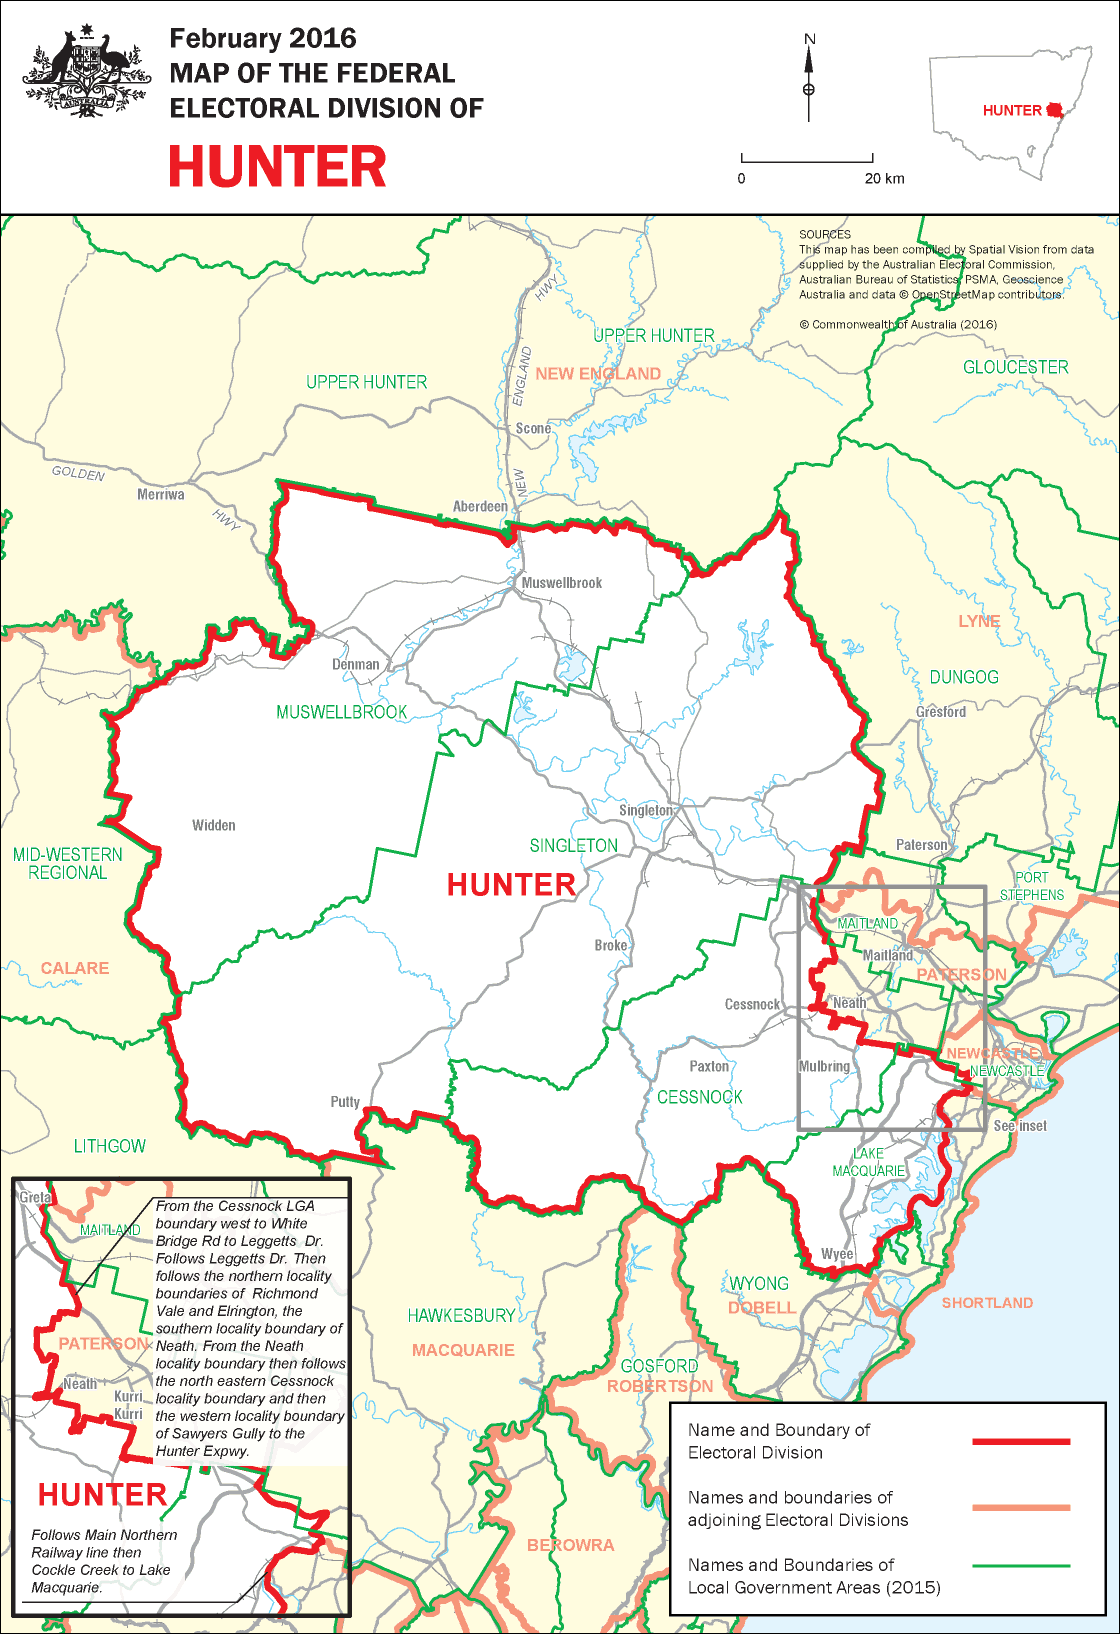 February 2016
MAP OF THE FEDERAL
ELECTORAL DIVISION OF
HUNTER
AUSTRALIA
N
0 20 km
HUNTER
SOURCES
This map has been compiled by Spatial Vision from data
supplied by the Australian Electoral Commission,
Australian Bureau of Statistics, PSMA, Geoscience
Australia and data © OpenStreetMap contributors.
© Commonwealth of Australia (2016)
HWY
UPPER HUNTER
ENGLAND
NEW ENGLAND
UPPER HUNTER
GLOUCESTER
Scone
GOLDEN
NEW
Merriwa
HWY
Aberdeen
Muswellbrook
LYNE
Denman
DUNGOG
MUSWELLBROOK
Gresford
Singleton
Widden
SINGLETON
Paterson
MID-WESTERN
REGIONAL
HUNTER
PORT
STEPHENS
MAITLAND
Broke
Maitland
CALARE
PATERSON
Cessnock
Neath
NEWCASTLE
NEWCASTLE
Paxton
Mulbring
CESSNOCK
Putty
See inset
LITHGOW
LAKE
MACQUARIE
Wyee
WYONG
DOBELL
SHORTLAND
HAWKESBURY
MACQUARIE
GOSFORD
ROBERTSON
BEROWRA
Greta
MAITLAND
From the Cessnock LGA
boundary west to White
Bridge Rd to Leggetts Dr.
Follows Leggetts Dr. Then
follows the northern locality
boundaries of Richmond
Vale and Elrington, the
southern locality boundary of
Neath. From the Neath
locality boundary then follows
the north eastern Cessnock
locality boundary and then
the western locality boundary
of Sawyers Gully to the
Hunter Expwy.
PATERSON
Neath
Kurri
Kurri
HUNTER
Follows Main Northern
Railway line then
Cockle Creek to Lake
Macquarie.
Name and Boundary of
Electoral Division
Names and boundaries of
adjoining Electoral Divisions
Names and Boundaries of
Local Government Areas (2015)